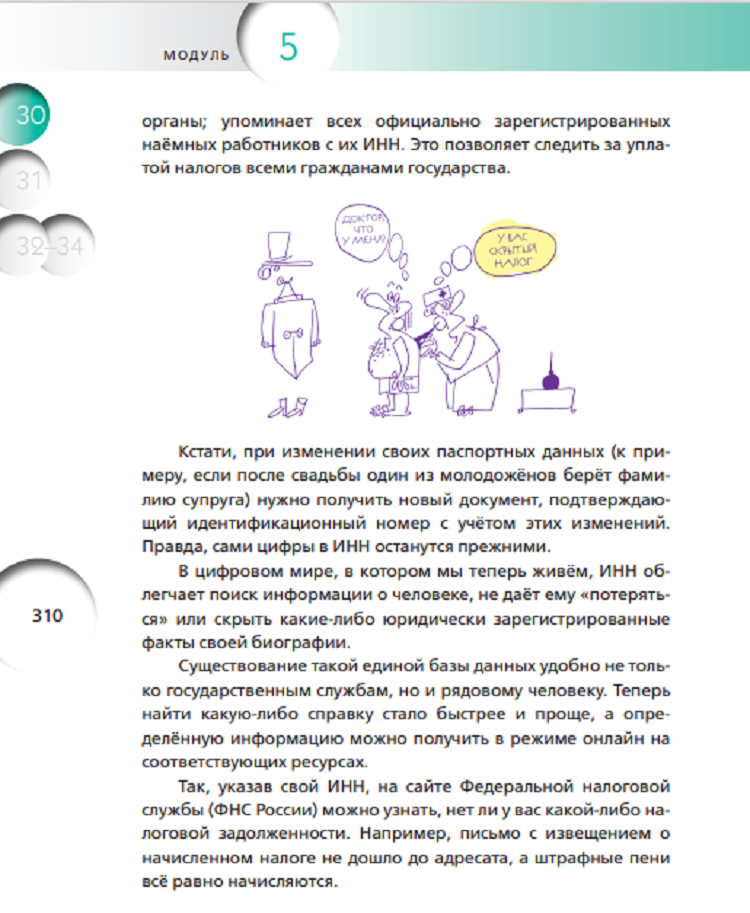 МОДУЛЬ 5
30
31
32–34
органы; упоминает всех официально зарегистрированных
наёмных работников с их ИНН. Это позволяет следить за упла-
той налогов всеми гражданами государства.
ДОКТОР,
ЧТО
У МЕНЯ?
У ВАС
СКРЫТЫЙ
НАЛОГ
Кстати, при изменении своих паспортных данных (к при-
меру, если после свадьбы один из молодожёнов берёт фами-
лию супруга) нужно получить новый документ, подтверждаю-
щий идентификационный номер с учётом этих изменений.
Правда, сами цифры в ИНН останутся прежними.
В цифровом мире, в котором мы теперь живём, ИНН об-
легчает поиск информации о человеке, не даёт ему «потерять-
ся» или скрыть какие-либо юридически зарегистрированные
факты своей биографии.
310
Существование такой единой базы данных удобно не толь-
ко государственным службам, но и рядовому человеку. Теперь
найти какую-либо справку стало быстрее и проще, а опре-
делённую информацию можно получить в режиме онлайн на
соответствующих ресурсах.
Так, указав свой ИНН, на сайте Федеральной налоговой
службы (ФНС России) можно узнать, нет ли у вас какой-либо на-
логовой задолженности. Например, письмо с извещением о
начисленном налоге не дошло до адресата, а штрафные пени
всё равно начисляются.